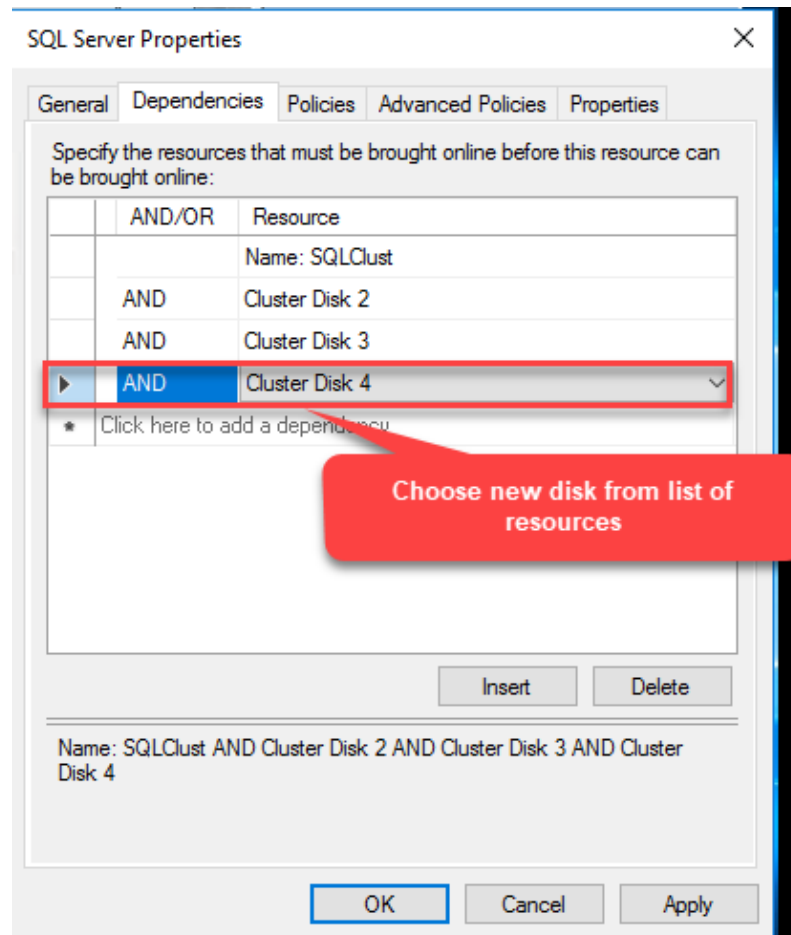 SQL Server Properties
General Dependencies Policies Advanced Policies Properties
Specify the resources that must be brought online before this resource can
be brought online:
AND/OR Resource
Name: SQLClust
AND Cluster Disk 2
AND Cluster Disk 3
AND Cluster Disk 4
* Click here to add a dependency
Choose new disk from list of
resources
Insert Delete
Name: SQLClust AND Cluster Disk 2 AND Cluster Disk 3 AND Cluster
Disk 4
OK Cancel Apply